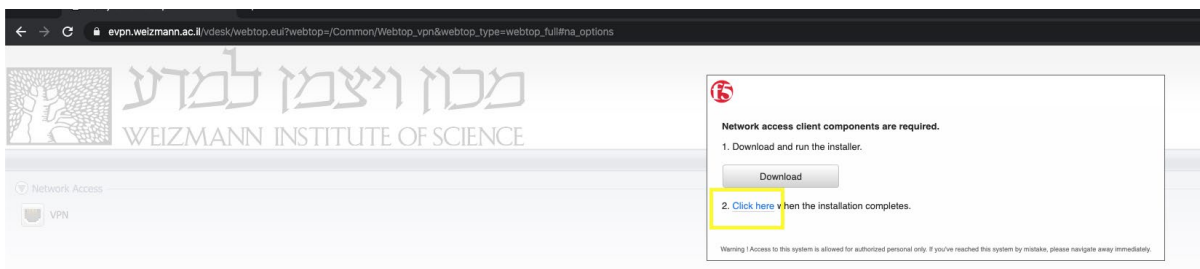 evpn.weizmann.ac.il/vdesk/webtop.eui?webtop=/Common/Webtop_vpn&webtop_type=webtop_full#na_options
מכון ויצמן למדע
WEIZMANN INSTITUTE OF SCIENCE
Network Access
VPN
f5
Network access client components are required.
1. Download and run the installer.
Download
2. Click here when the installation completes.
Warning ! Access to this system is allowed for authorized personal only. If you've reached this system by mistake, please navigate away immediately.